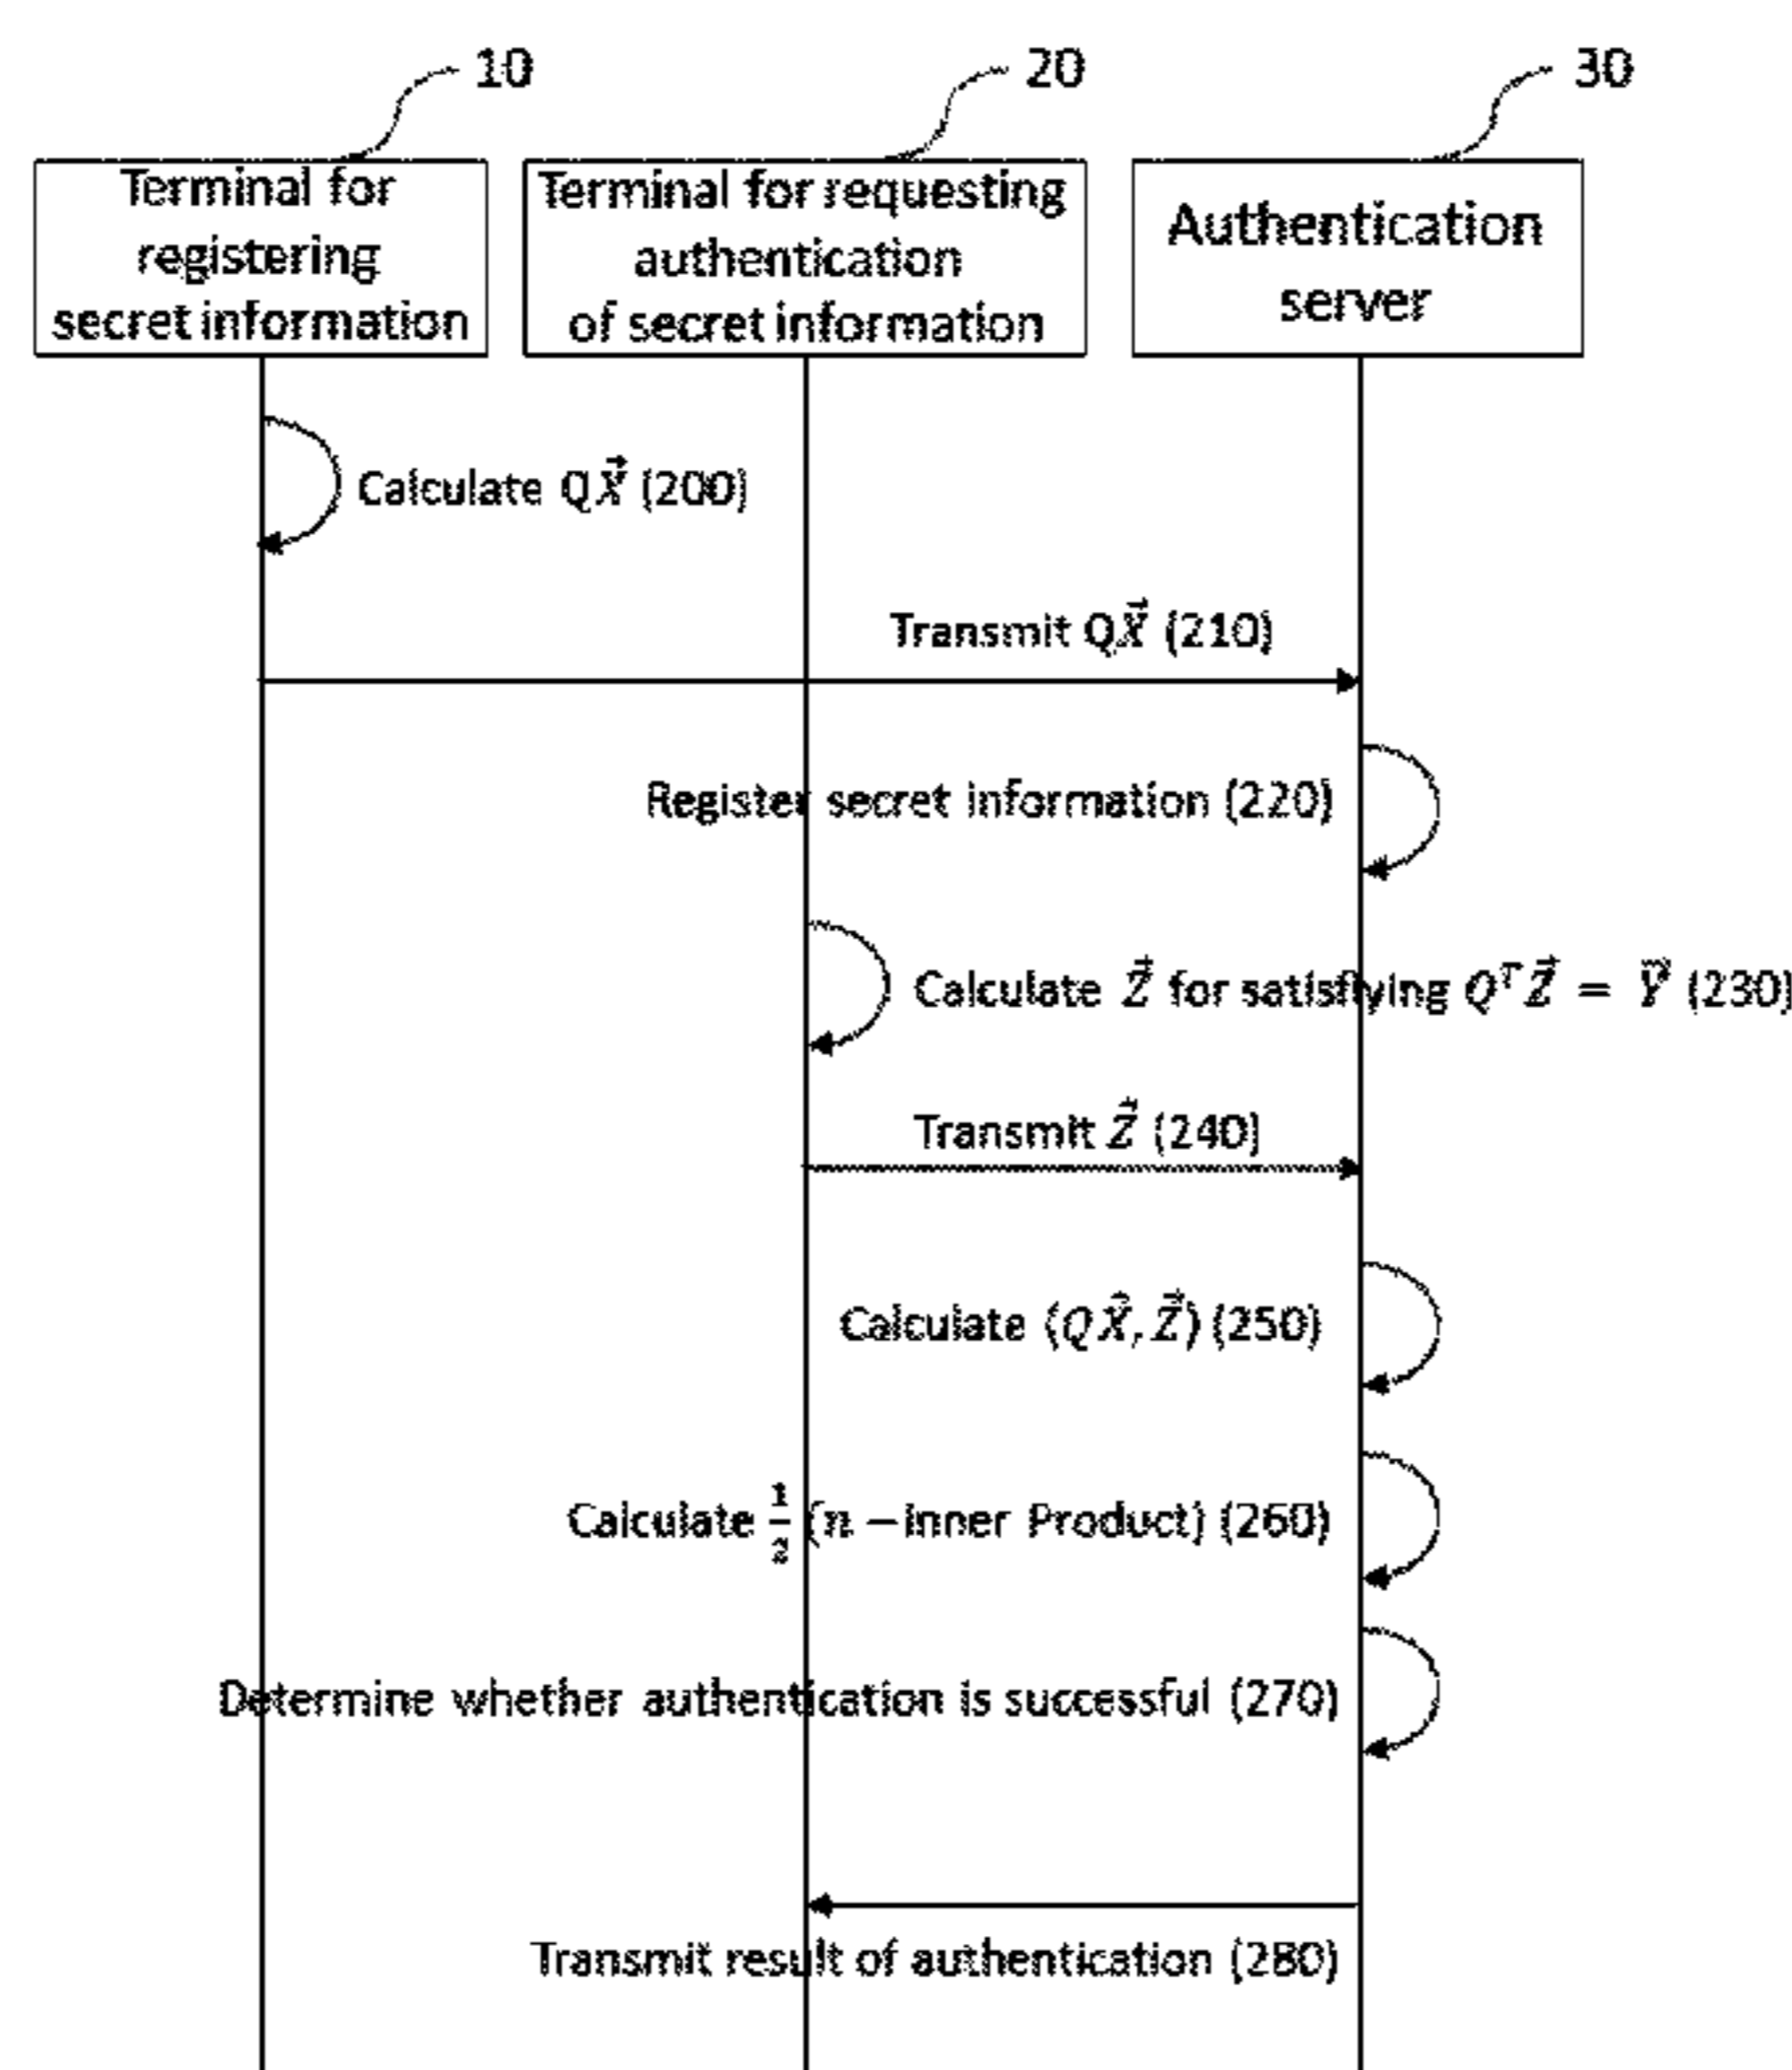 10
20
30
Terminal for
registering
secret information
Terminal for requesting
authentication
of secret information
Authentication
server
Calculate Q𝑋⃗ (200)
Transmit Q𝑋⃗ (210)
Register secret information (220)
Calculate 𝑍⃗ for satisfiying 𝑄ᵀ𝑍⃗ = 𝑌⃗ (230)
Transmit 𝑍⃗ (240)
Calculate ⟨𝑄𝑋⃗, 𝑍⃗⟩ (250)
Calculate 1/2 (n −Inner Product) (260)
Determine whether authentication is successful (270)
Transmit result of authentication (280)